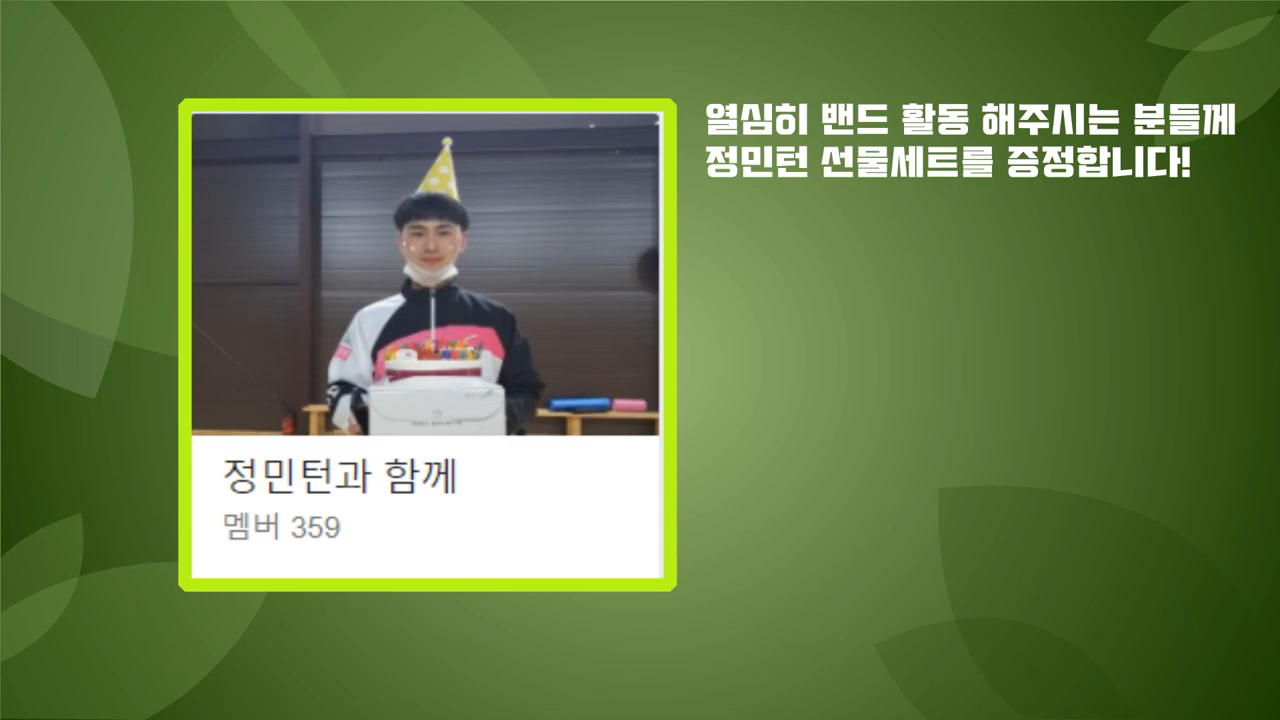 열심히 밴드 활동 해주시는 분들께
정민턴 선물세트를 증정합니다!
정민턴과 함께
멤버 359